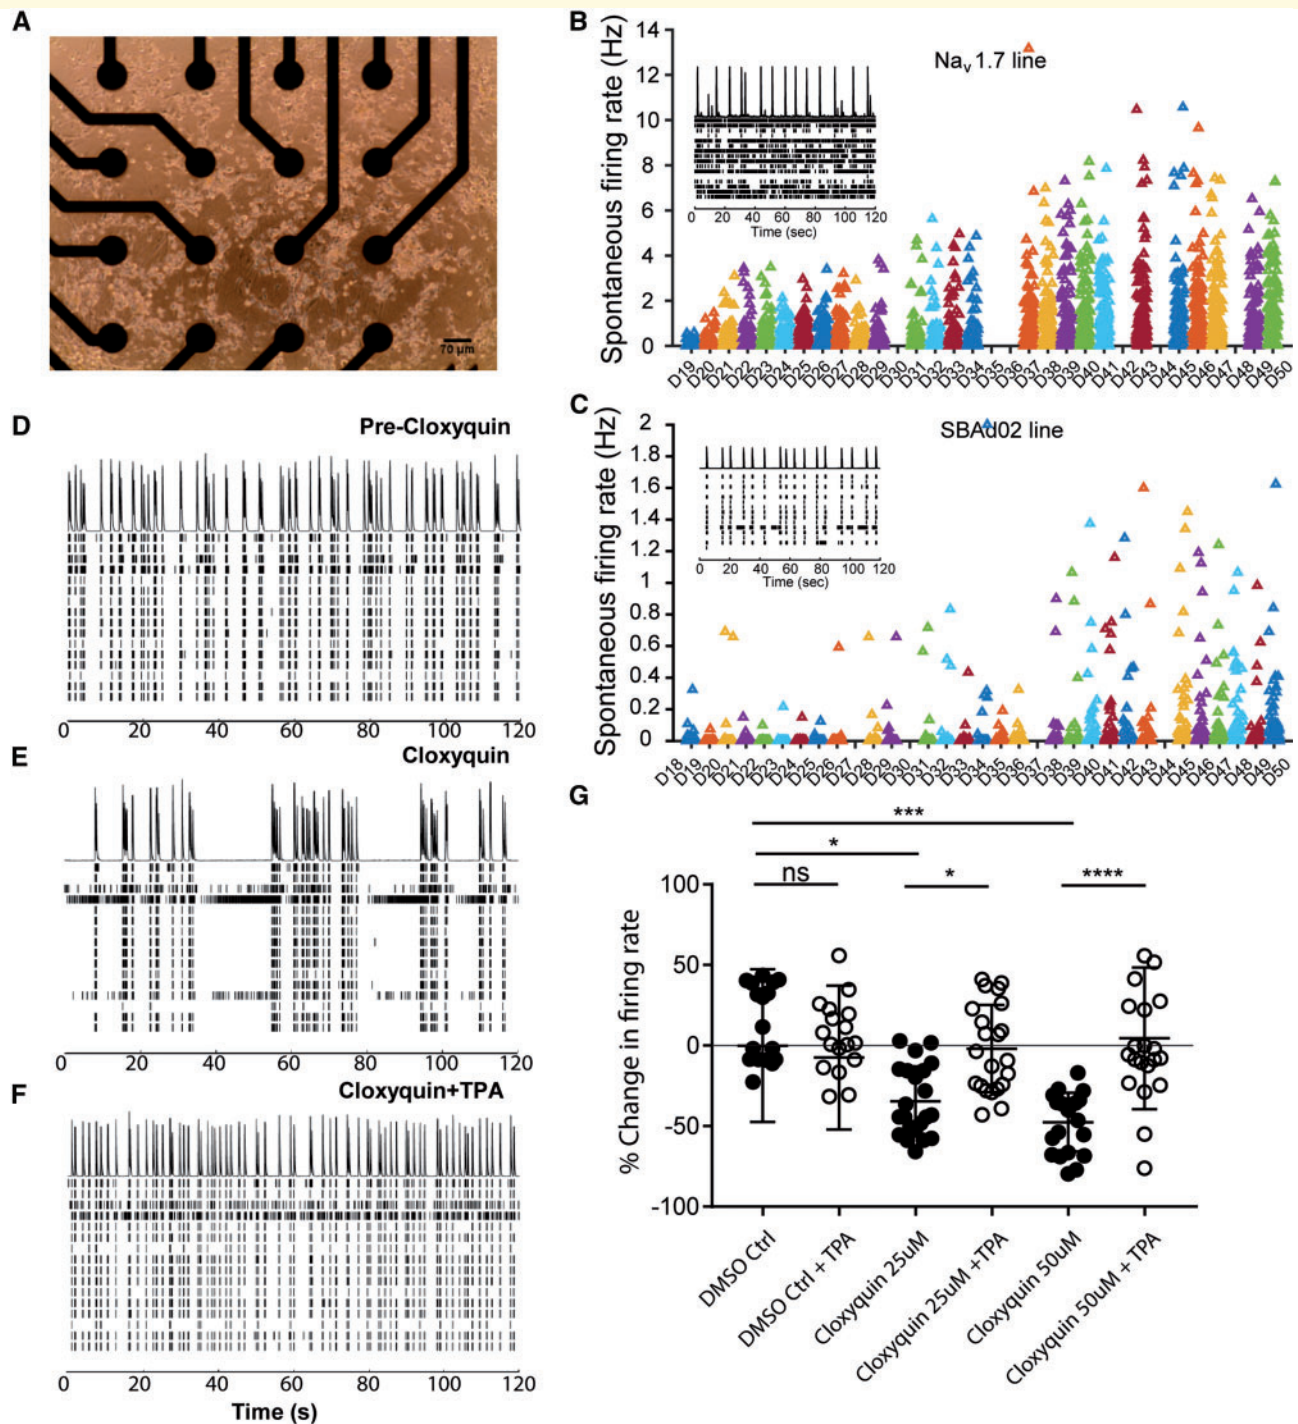 A
70 µm
B
Spontaneous firing rate (Hz)
14
12
10
8
6
4
2
0
Nav 1.7 line
0 20 40 60 80 100 120
Time (sec)
D19 D20 D21 D22 D23 D24 D25 D26 D27 D28 D29 D30 D31 D32 D33 D34 D35 D36 D37 D38 D39 D40 D41 D42 D43 D44 D45 D46 D47 D48 D49 D50
C
Spontaneous firing rate (Hz)
2
1.8
1.6
1.4
1.2
1
0.8
0.6
0.4
0.2
0
SBAd02 line
0 20 40 60 80 100 120
Time (sec)
D18 D19 D20 D21 D22 D23 D24 D25 D26 D27 D28 D29 D30 D31 D32 D33 D34 D35 D36 D37 D38 D39 D40 D41 D42 D43 D44 D45 D46 D47 D48 D49 D50
D
Pre-Cloxyquin
0 20 40 60 80 100 120
E
Cloxyquin
0 20 40 60 80 100 120
F
Cloxyquin+TPA
0 20 40 60 80 100 120
Time (s)
G
***
*
ns * ****
% Change in firing rate
100
50
0
-50
-100
DMSO Ctrl
DMSO Ctrl + TPA
Cloxyquin 25uM
Cloxyquin 25uM +TPA
Cloxyquin 50uM
Cloxyquin 50uM + TPA